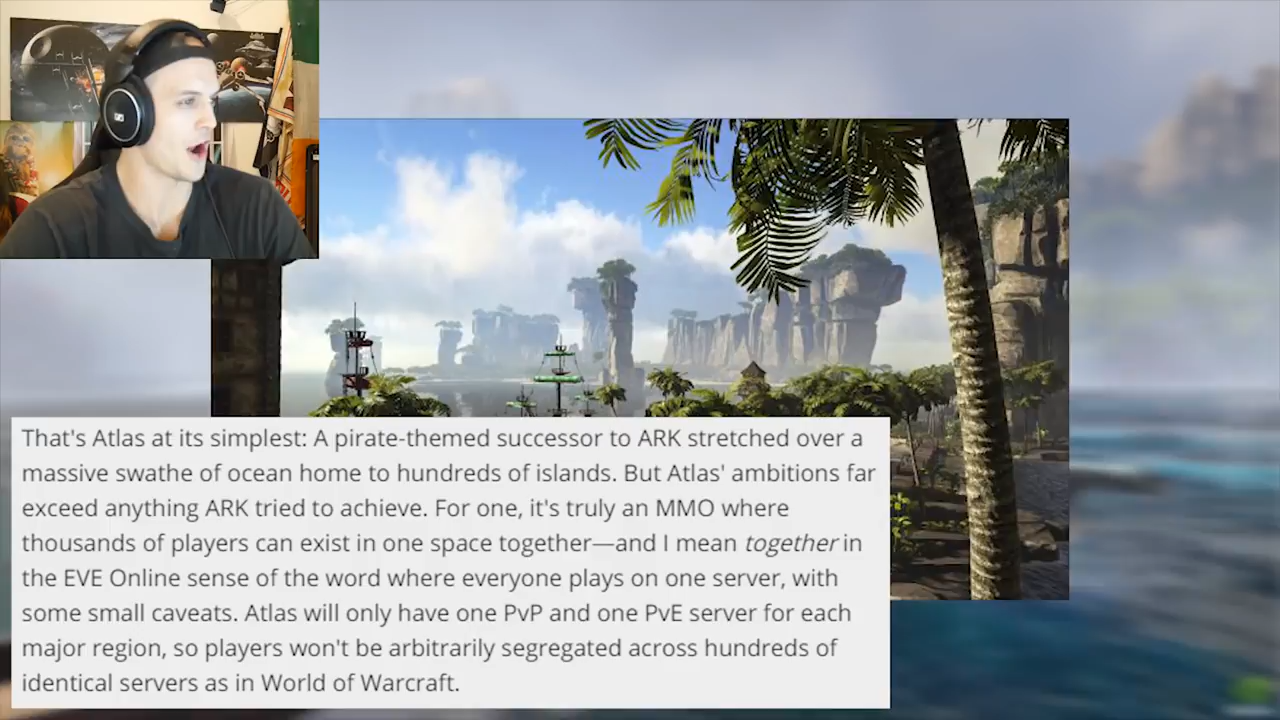 That's Atlas at its simplest: A pirate-themed successor to ARK stretched over a
massive swathe of ocean home to hundreds of islands. But Atlas' ambitions far
exceed anything ARK tried to achieve. For one, it's truly an MMO where
thousands of players can exist in one space together—and I mean together in
the EVE Online sense of the word where everyone plays on one server, with
some small caveats. Atlas will only have one PvP and one PvE server for each
major region, so players won't be arbitrarily segregated across hundreds of
identical servers as in World of Warcraft.